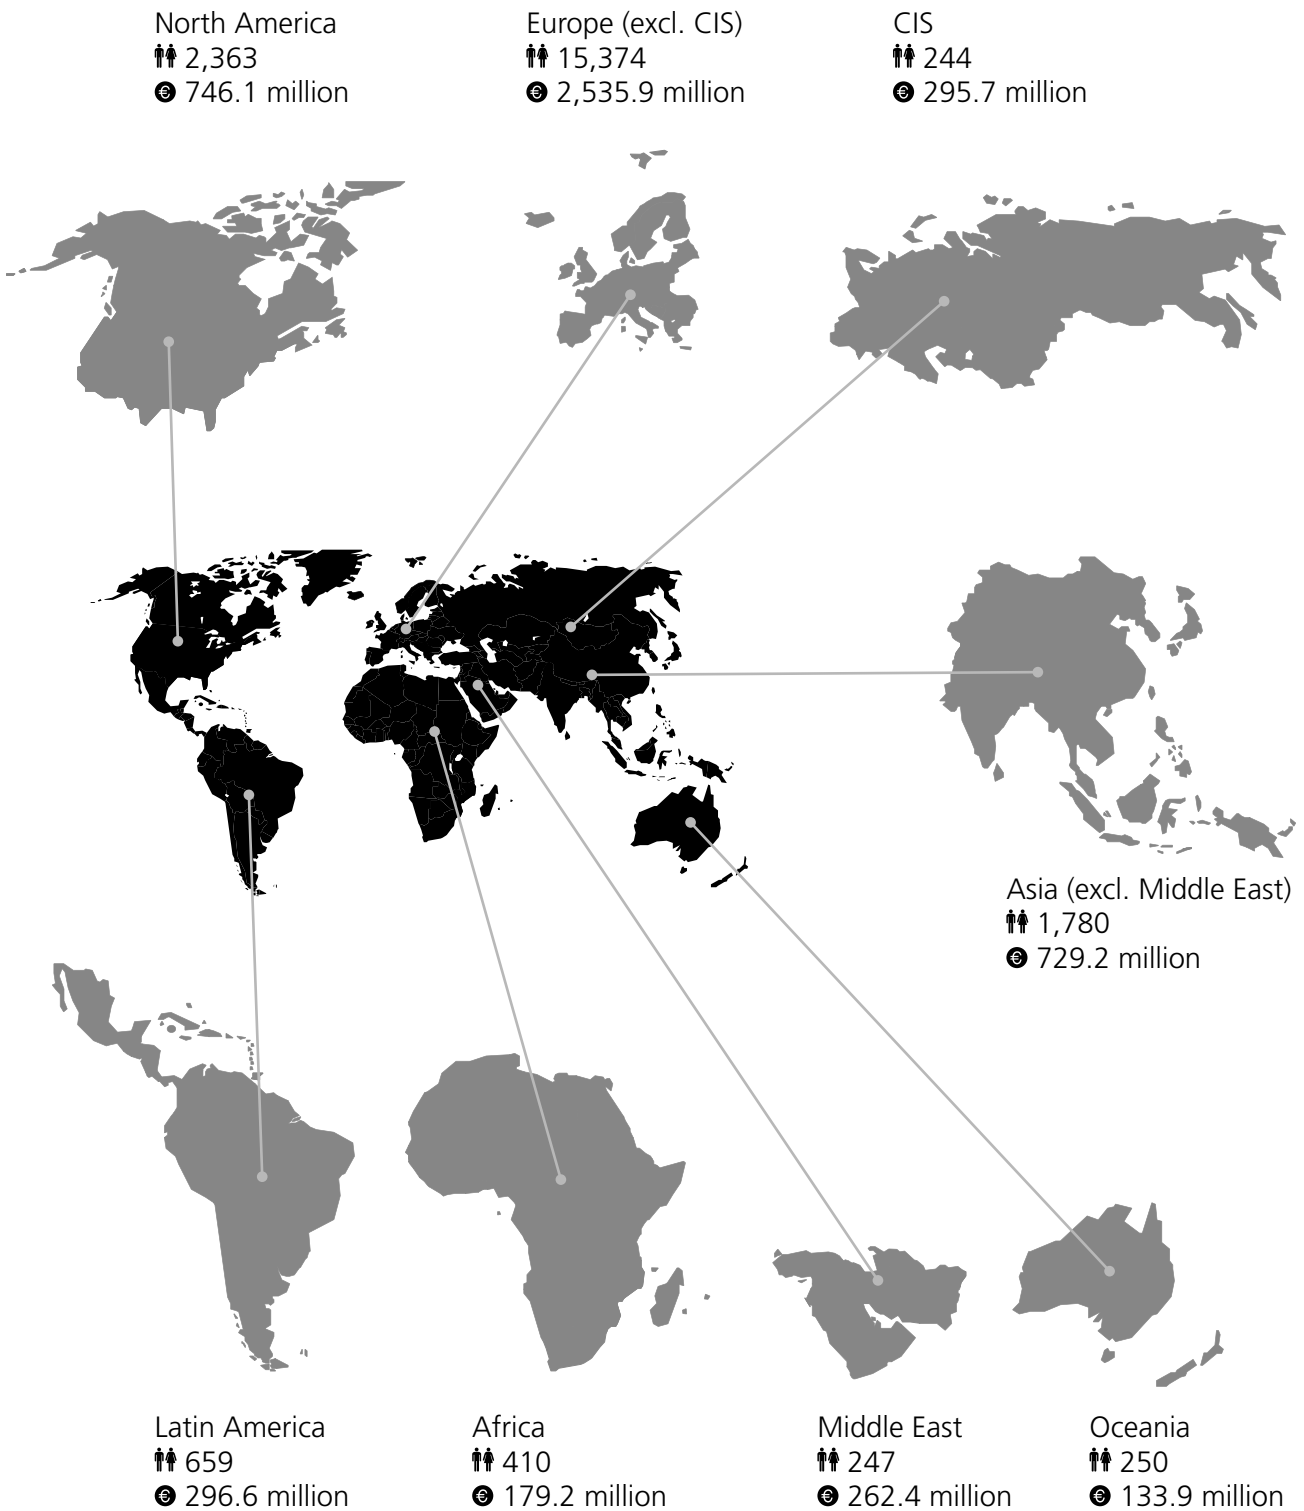 North America
2,363
€ 746.1 million
Europe (excl. CIS)
15,374
€ 2,535.9 million
CIS
244
€ 295.7 million
Asia (excl. Middle East)
1,780
€ 729.2 million
Latin America
659
€ 296.6 million
Africa
410
€ 179.2 million
Middle East
247
€ 262.4 million
Oceania
250
€ 133.9 million